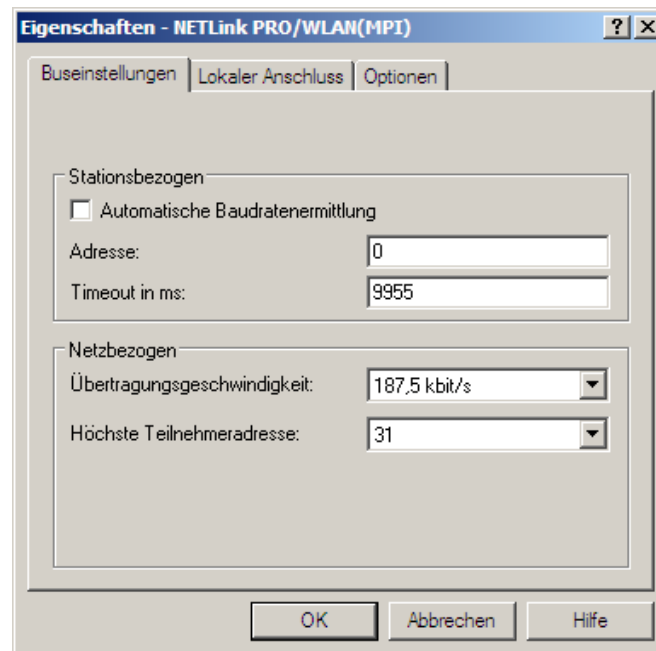 Eigenschaften - NETLink PRO/WLAN(MPI)
Buseinstellungen Lokaler Anschluss Optionen
Stationsbezogen
Automatische Baudratenermittlung
Adresse: 0
Timeout in ms: 9955
Netzbezogen
Übertragungsgeschwindigkeit: 187,5 kbit/s
Höchste Teilnehmeradresse: 31
OK Abbrechen Hilfe